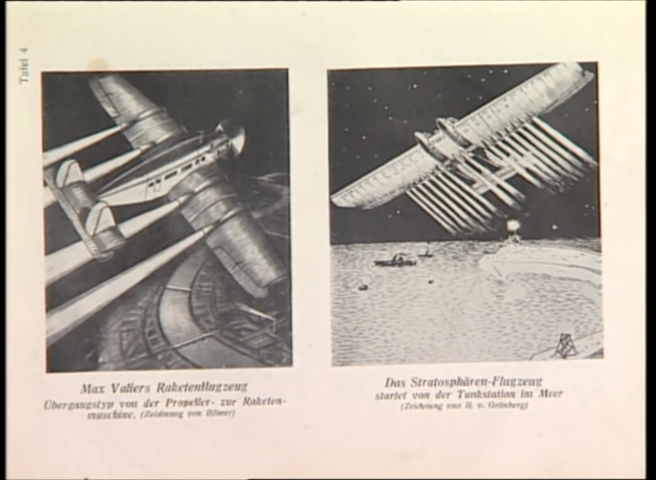 Tafel 4
Max Valiers Raketenflugzeug
Übergangstyp von der Propeller- zur Raketen-
maschine. (Zeichnung von Römer)
Das Stratosphären-Flugzeug
startet von der Tankstation im Meer
(Zeichnung von R. v. Grünberg)